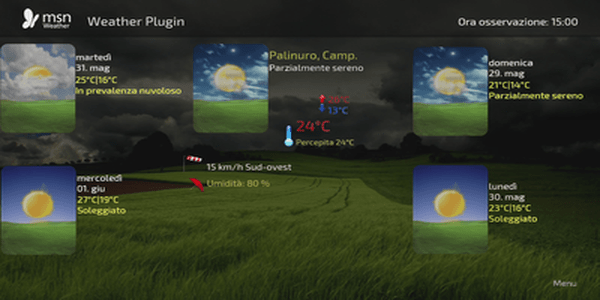 msn
Weather
Weather Plugin
Ora osservazione: 15:00
martedì
31. mag
25°C|16°C
In prevalenza nuvoloso
Palinuro, Camp.
Parzialmente sereno
13°C
24°C
Percepita 24°C
domenica
29. mag
21°C|14°C
Parzialmente sereno
mercoledì
01. giu
27°C|19°C
Soleggiato
15 km/h Sud-ovest
Umidità: 80 %
lunedì
30. mag
23°C|16°C
Soleggiato
Menu